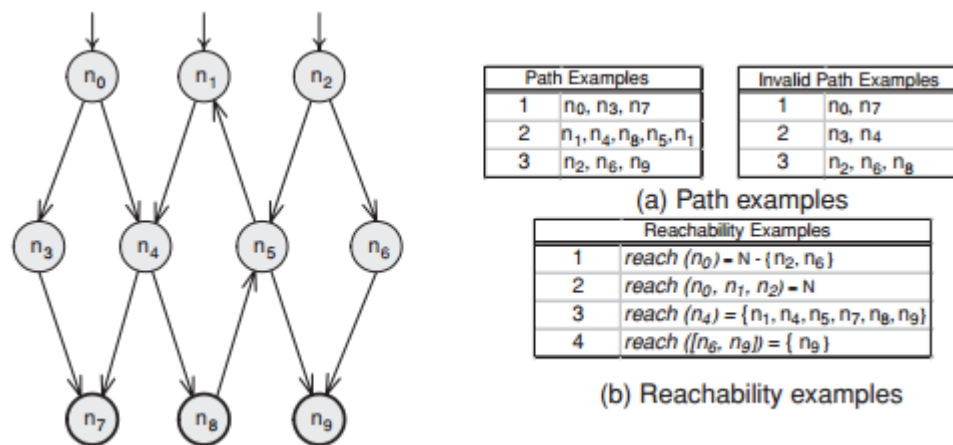 n0 n1 n2
n3 n4 n5 n6
n7 n8 n9
Path Examples
1 n0, n3, n7
2 n1, n4, n8, n5, n1
3 n2, n6, n9
Invalid Path Examples
1 n0, n7
2 n3, n4
3 n2, n6, n8
(a) Path examples
Reachability Examples
1 reach (n0) = N - {n2, n6}
2 reach (n0, n1, n2) = N
3 reach (n4) = {n1, n4, n5, n7, n8, n9}
4 reach ([n6, n9]) = { n9 }
(b) Reachability examples